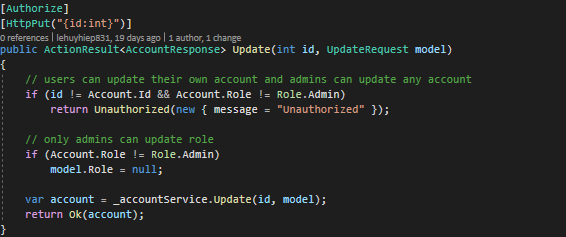 [Authorize]
[HttpPut("{id:int}")]
0 references | lehuyhiep831, 19 days ago | 1 author, 1 change
public ActionResult<AccountResponse> Update(int id, UpdateRequest model)
{
    // users can update their own account and admins can update any account
    if (id != Account.Id && Account.Role != Role.Admin)
        return Unauthorized(new { message = "Unauthorized" });

    // only admins can update role
    if (Account.Role != Role.Admin)
        model.Role = null;

    var account = _accountService.Update(id, model);
    return Ok(account);
}